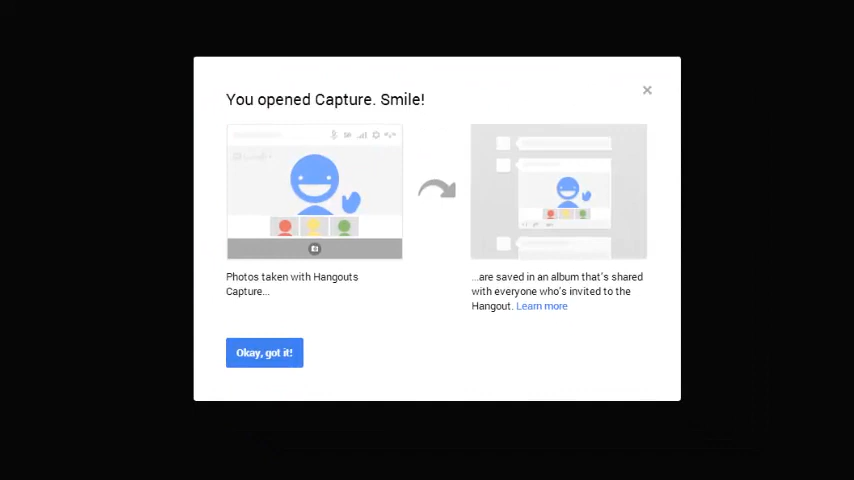 You opened Capture. Smile!
Photos taken with Hangouts
Capture...
...are saved in an album that's shared
with everyone who's invited to the
Hangout. Learn more
Okay, got it!